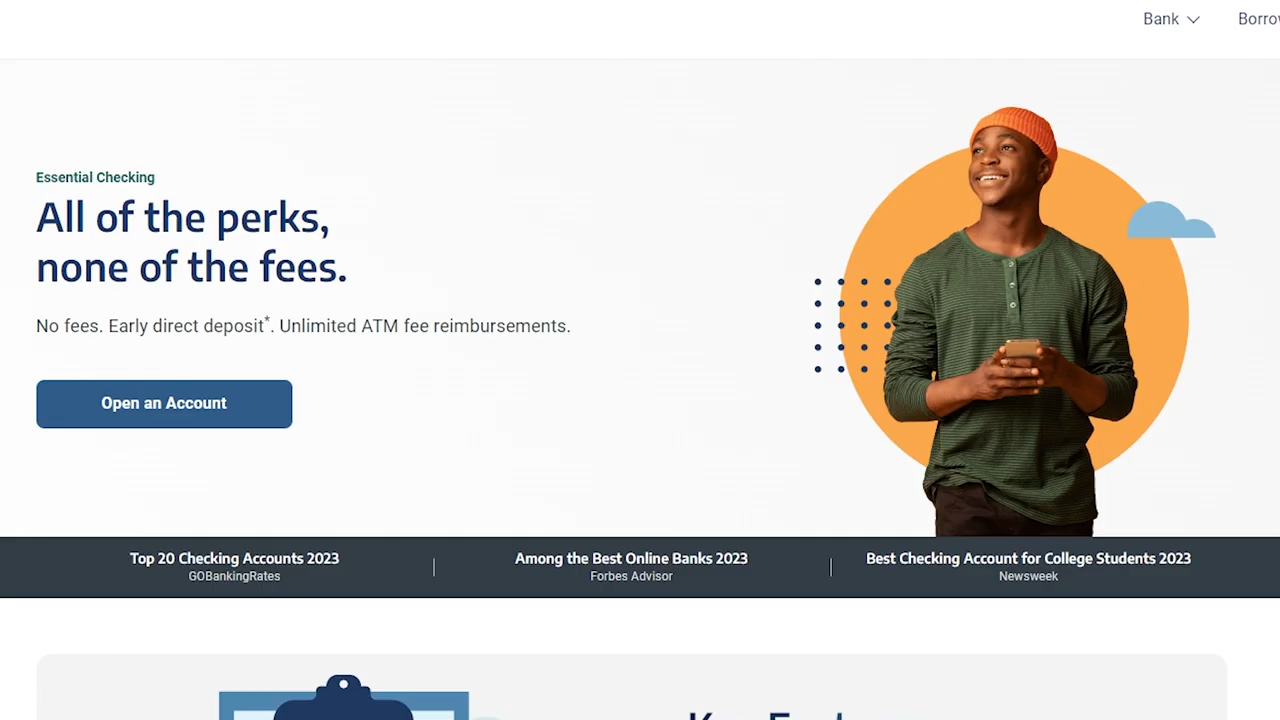 Bank
Essential Checking
All of the perks,
none of the fees.
No fees. Early direct deposit*. Unlimited ATM fee reimbursements.
Open an Account
Top 20 Checking Accounts 2023
GOBankingRates
Among the Best Online Banks 2023
Forbes Advisor
Best Checking Account for College Students 2023
Newsweek